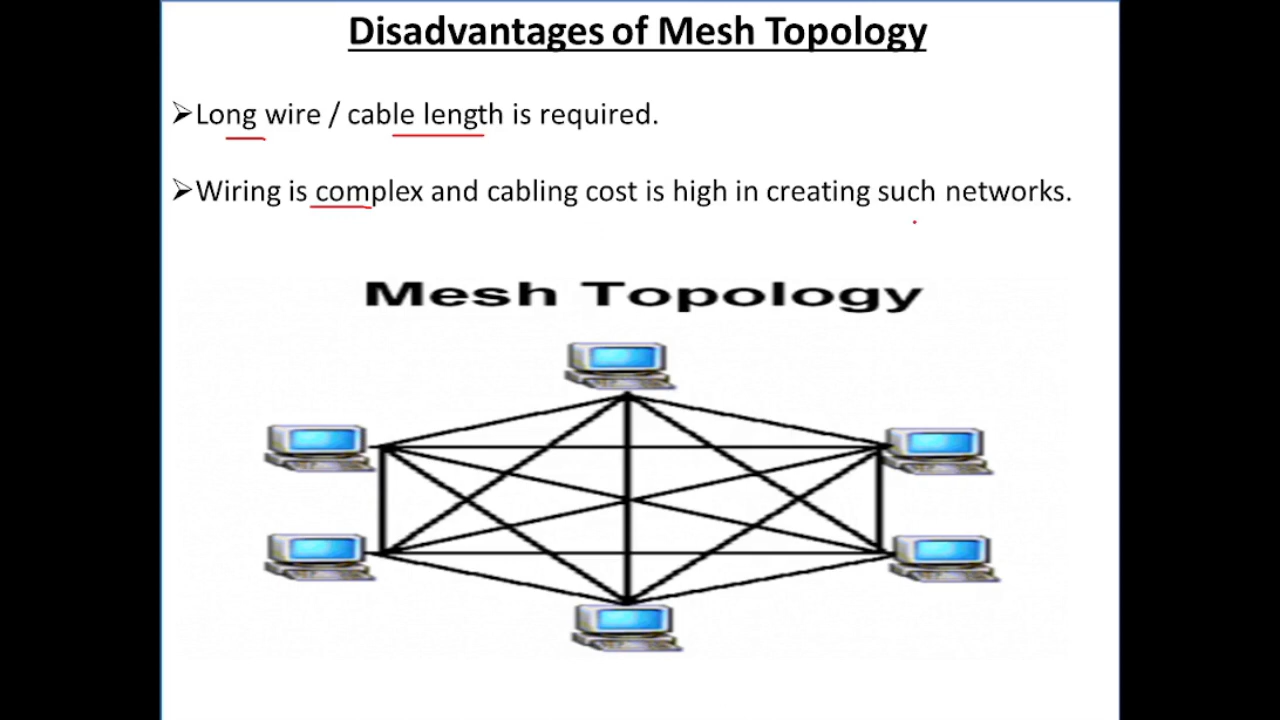 Disadvantages of Mesh Topology
➢Long wire / cable length is required.
➢Wiring is complex and cabling cost is high in creating such networks.
Mesh Topology